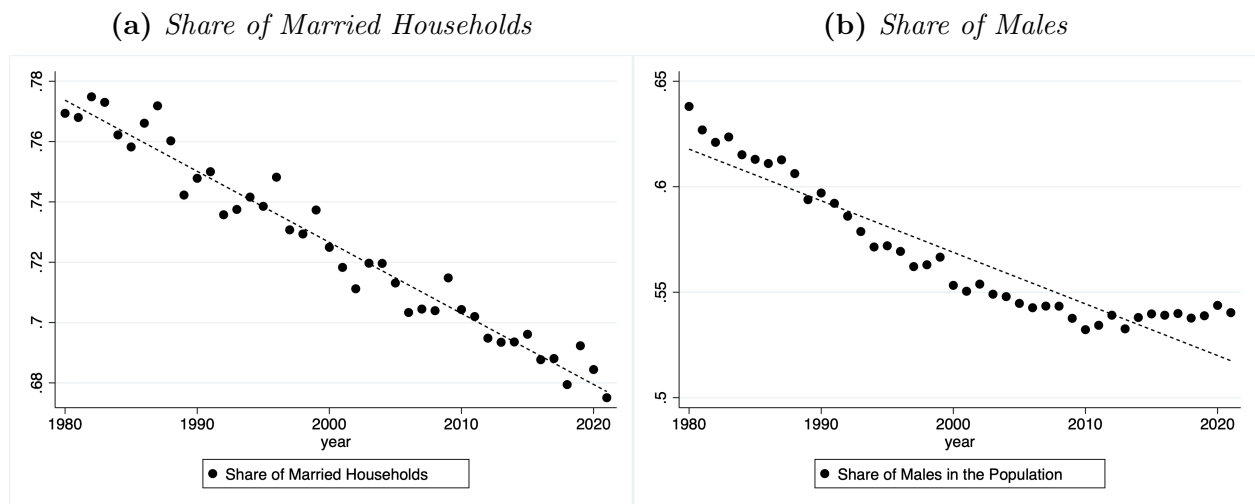 (a) Share of Married Households
.78
.76
.74
.72
.7
.68
1980 1990 2000 2010 2020
year
Share of Married Households
(b) Share of Males
.65
.6
.55
.5
1980 1990 2000 2010 2020
year
Share of Males in the Population